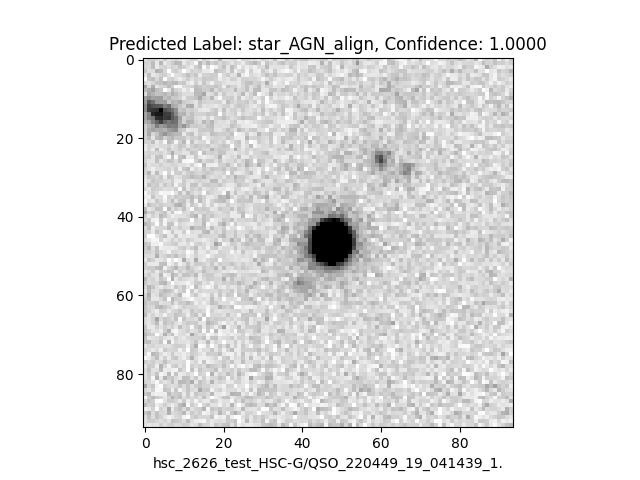 Predicted Label: star_AGN_align, Confidence: 1.0000
0
20
40
60
80
0 20 40 60 80
hsc_2626_test_HSC-G/QSO_220449_19_041439_1.